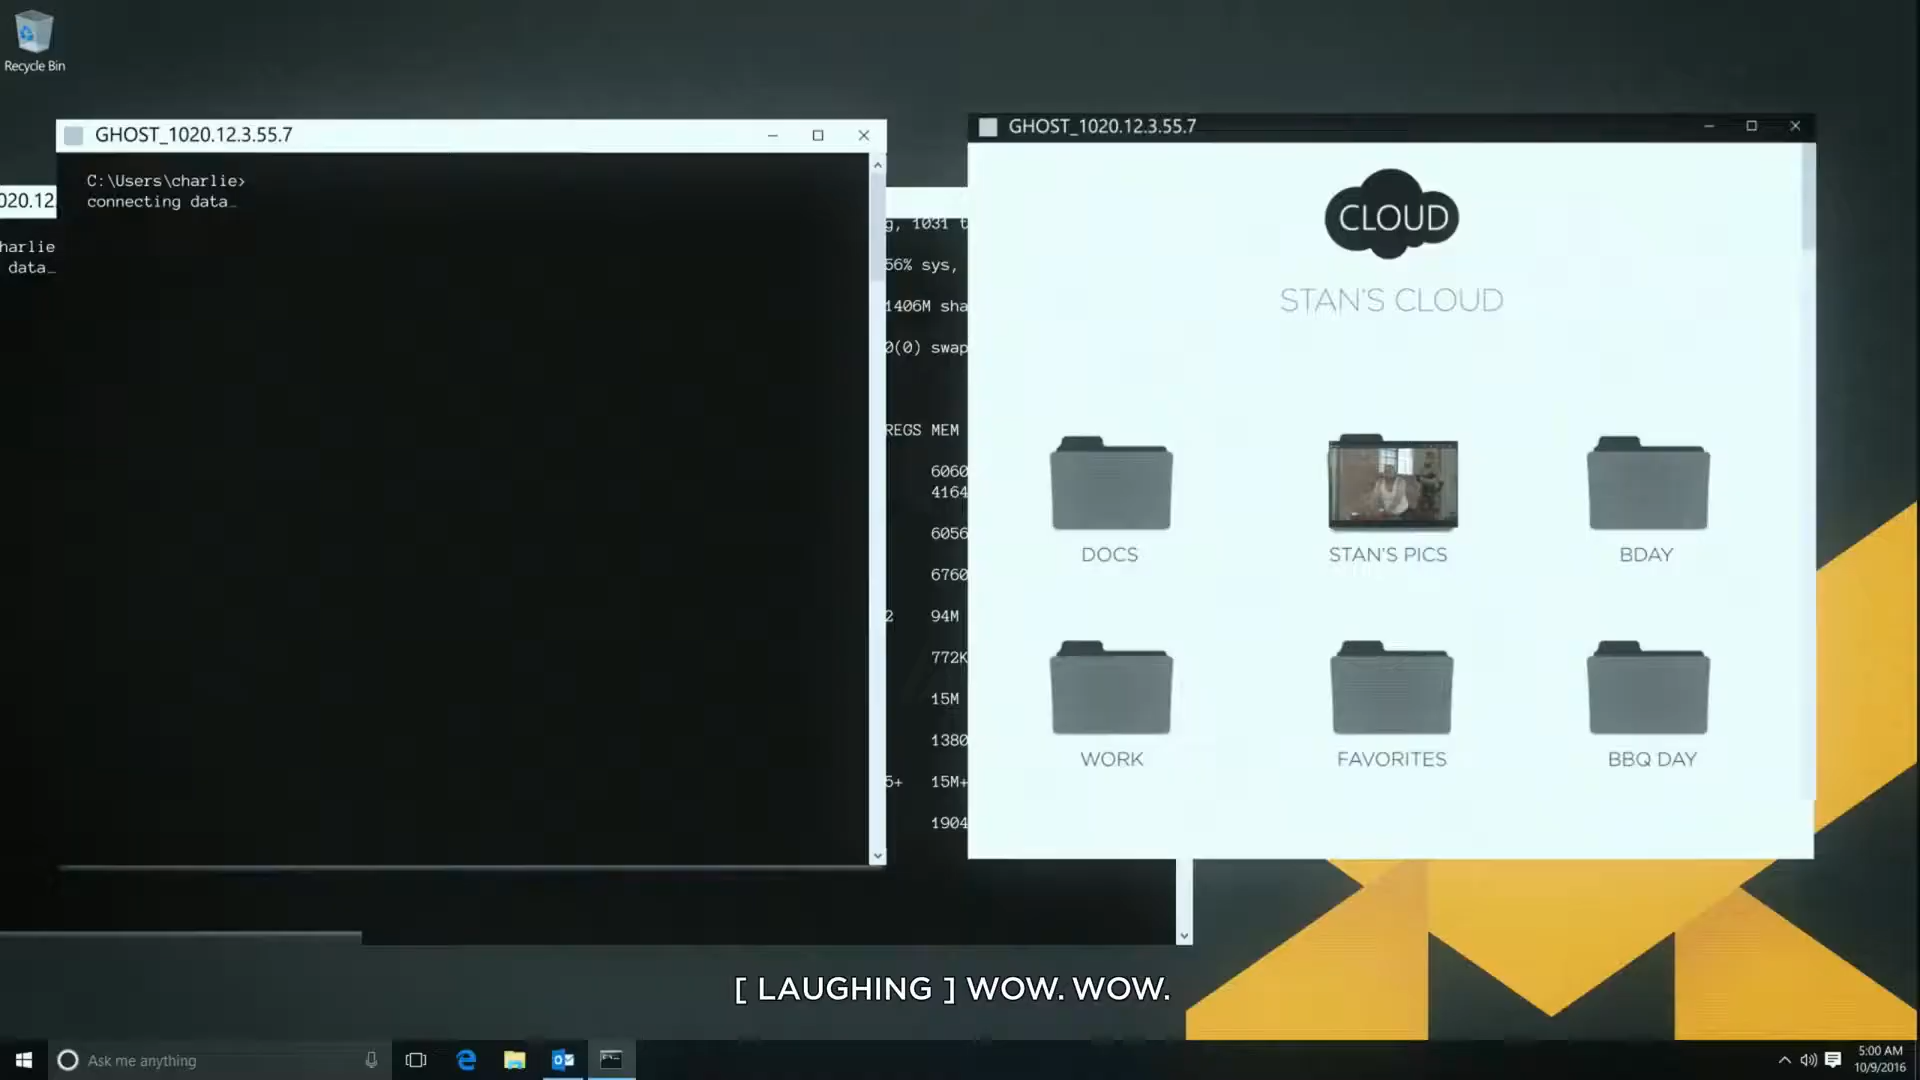 Recycle Bin
GHOST_1020.12.3.55.7
C:\Users\charlie>
connecting data_
020.12
harlie
data_
g, 1031 t
56% sys,
1406M sha
0(0) swap
REGS MEM
6060
4164
6056
6760
2 94M
772K
15M
1380
5+ 15M+
1904
GHOST_1020.12.3.55.7
CLOUD
STAN'S CLOUD
DOCS
STAN'S PICS
BDAY
WORK
FAVORITES
BBQ DAY
[ LAUGHING ] WOW. WOW.
Ask me anything
5:00 AM
10/9/2016